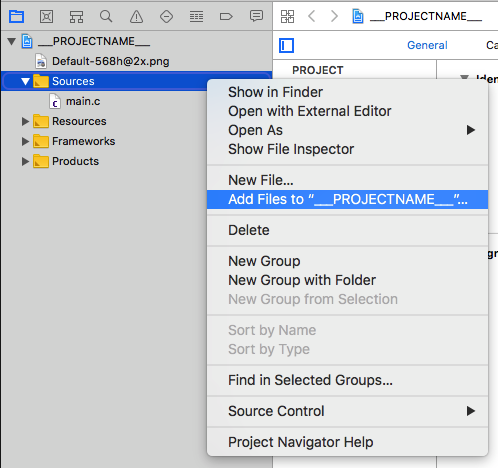 ___PROJECTNAME___
___PROJECTNAME___
Default-568h@2x.png
General
Ca
Sources
PROJECT
Iden
main.c
Show in Finder
Resources
Open with External Editor
Open As
Frameworks
Show File Inspector
Products
New File...
Add Files to “___PROJECTNAME___”...
Delete
New Group
New Group with Folder
New Group from Selection
Sort by Name
Sort by Type
Find in Selected Groups...
Source Control
Project Navigator Help